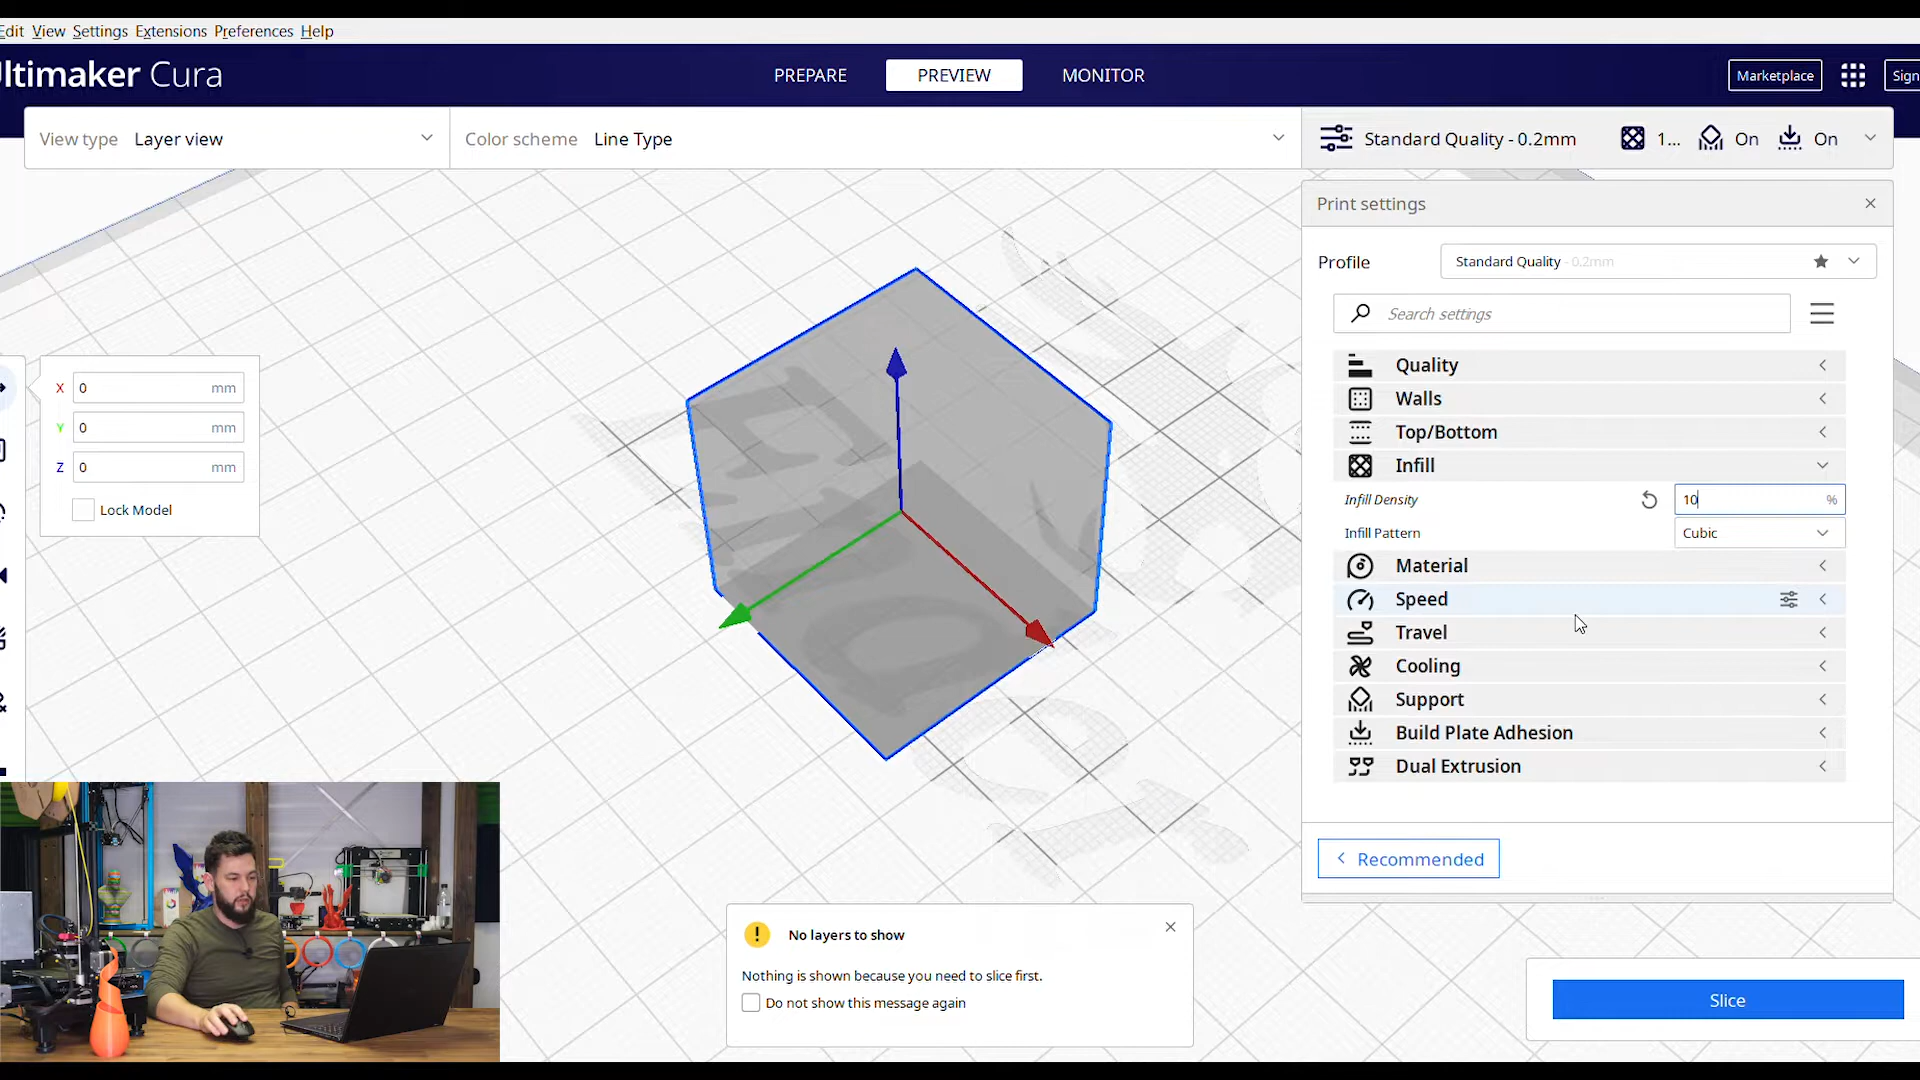 Edit View Settings Extensions Preferences Help
Ultimaker Cura
PREPARE PREVIEW MONITOR
Marketplace
Sign
View type Layer view
Color scheme Line Type
Standard Quality - 0.2mm 1... On On
Print settings
Profile Standard Quality - 0.2mm
Search settings
Quality
Walls
Top/Bottom
Infill
Infill Density 10 %
Infill Pattern Cubic
Material
Speed
Travel
Cooling
Support
Build Plate Adhesion
Dual Extrusion
Recommended
X 0 mm
Y 0 mm
Z 0 mm
Lock Model
No layers to show
Nothing is shown because you need to slice first.
Do not show this message again
Slice